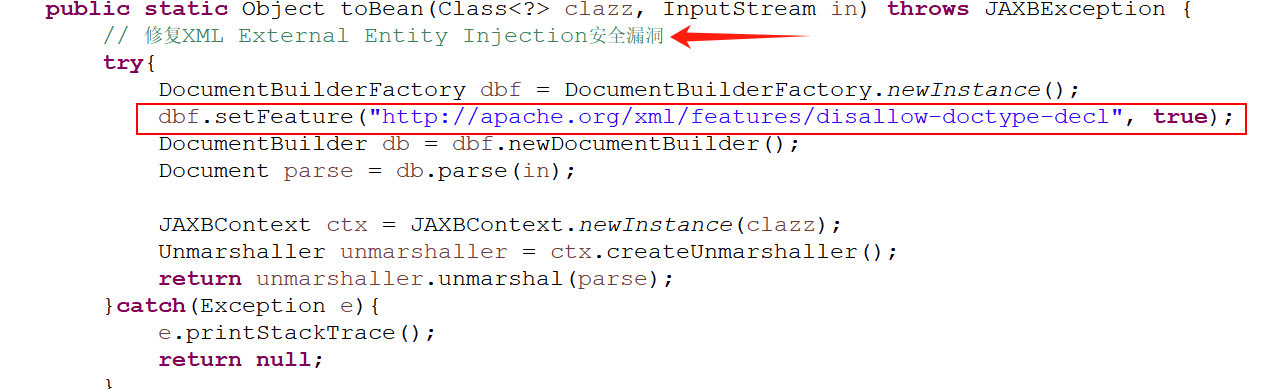 public static Object toBean(Class<?> clazz, InputStream in) throws JAXBException {
// 修复XML External Entity Injection安全漏洞
try{
DocumentBuilderFactory dbf = DocumentBuilderFactory.newInstance();
dbf.setFeature("http://apache.org/xml/features/disallow-doctype-decl", true);
DocumentBuilder db = dbf.newDocumentBuilder();
Document parse = db.parse(in);
JAXBContext ctx = JAXBContext.newInstance(clazz);
Unmarshaller unmarshaller = ctx.createUnmarshaller();
return unmarshaller.unmarshal(parse);
}catch(Exception e){
e.printStackTrace();
return null;
}